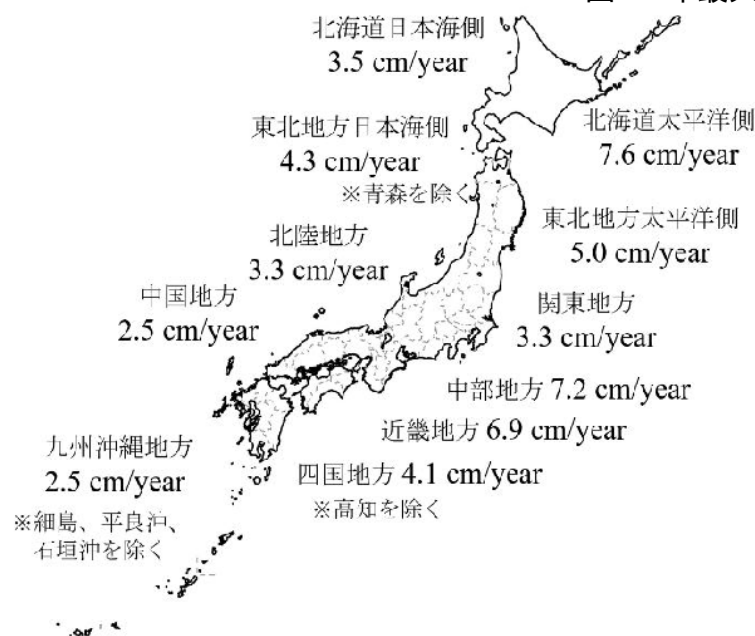 北海道日本海側
3.5 cm/year
東北地方日本海側
4.3 cm/year
※青森を除く
北海道太平洋側
7.6 cm/year
東北地方太平洋側
5.0 cm/year
北陸地方
3.3 cm/year
中国地方
2.5 cm/year
関東地方
3.3 cm/year
中部地方 7.2 cm/year
近畿地方 6.9 cm/year
四国地方 4.1 cm/year
※高知を除く
九州沖縄地方
2.5 cm/year
※細島、平良沖、
石垣沖を除く